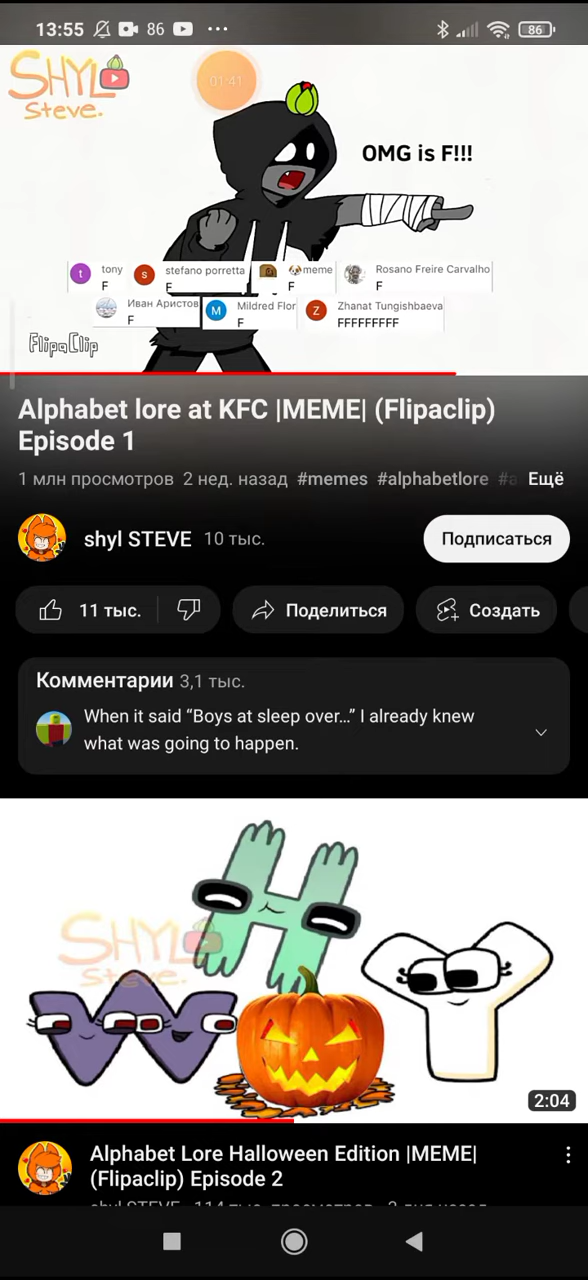 13:55 86 86
SHYL
Steve.
01:41
OMG is F!!!
tony
F
stefano porretta
F
meme
F
Rosano Freire Carvalho
F
Иван Аристов
F
Mildred Flor
F
Zhanat Tungishbaeva
FFFFFFFFF
FlipaClip
Alphabet lore at KFC |MEME| (Flipaclip)
Episode 1
1 млн просмотров 2 нед. назад #memes #alphabetlore #a Ещё
shyl STEVE 10 тыс. Подписаться
11 тыс. Поделиться Создать
Комментарии 3,1 тыс.
When it said “Boys at sleep over…” I already knew
what was going to happen.
SHYL
Steve.
2:04
Alphabet Lore Halloween Edition |MEME|
(Flipaclip) Episode 2